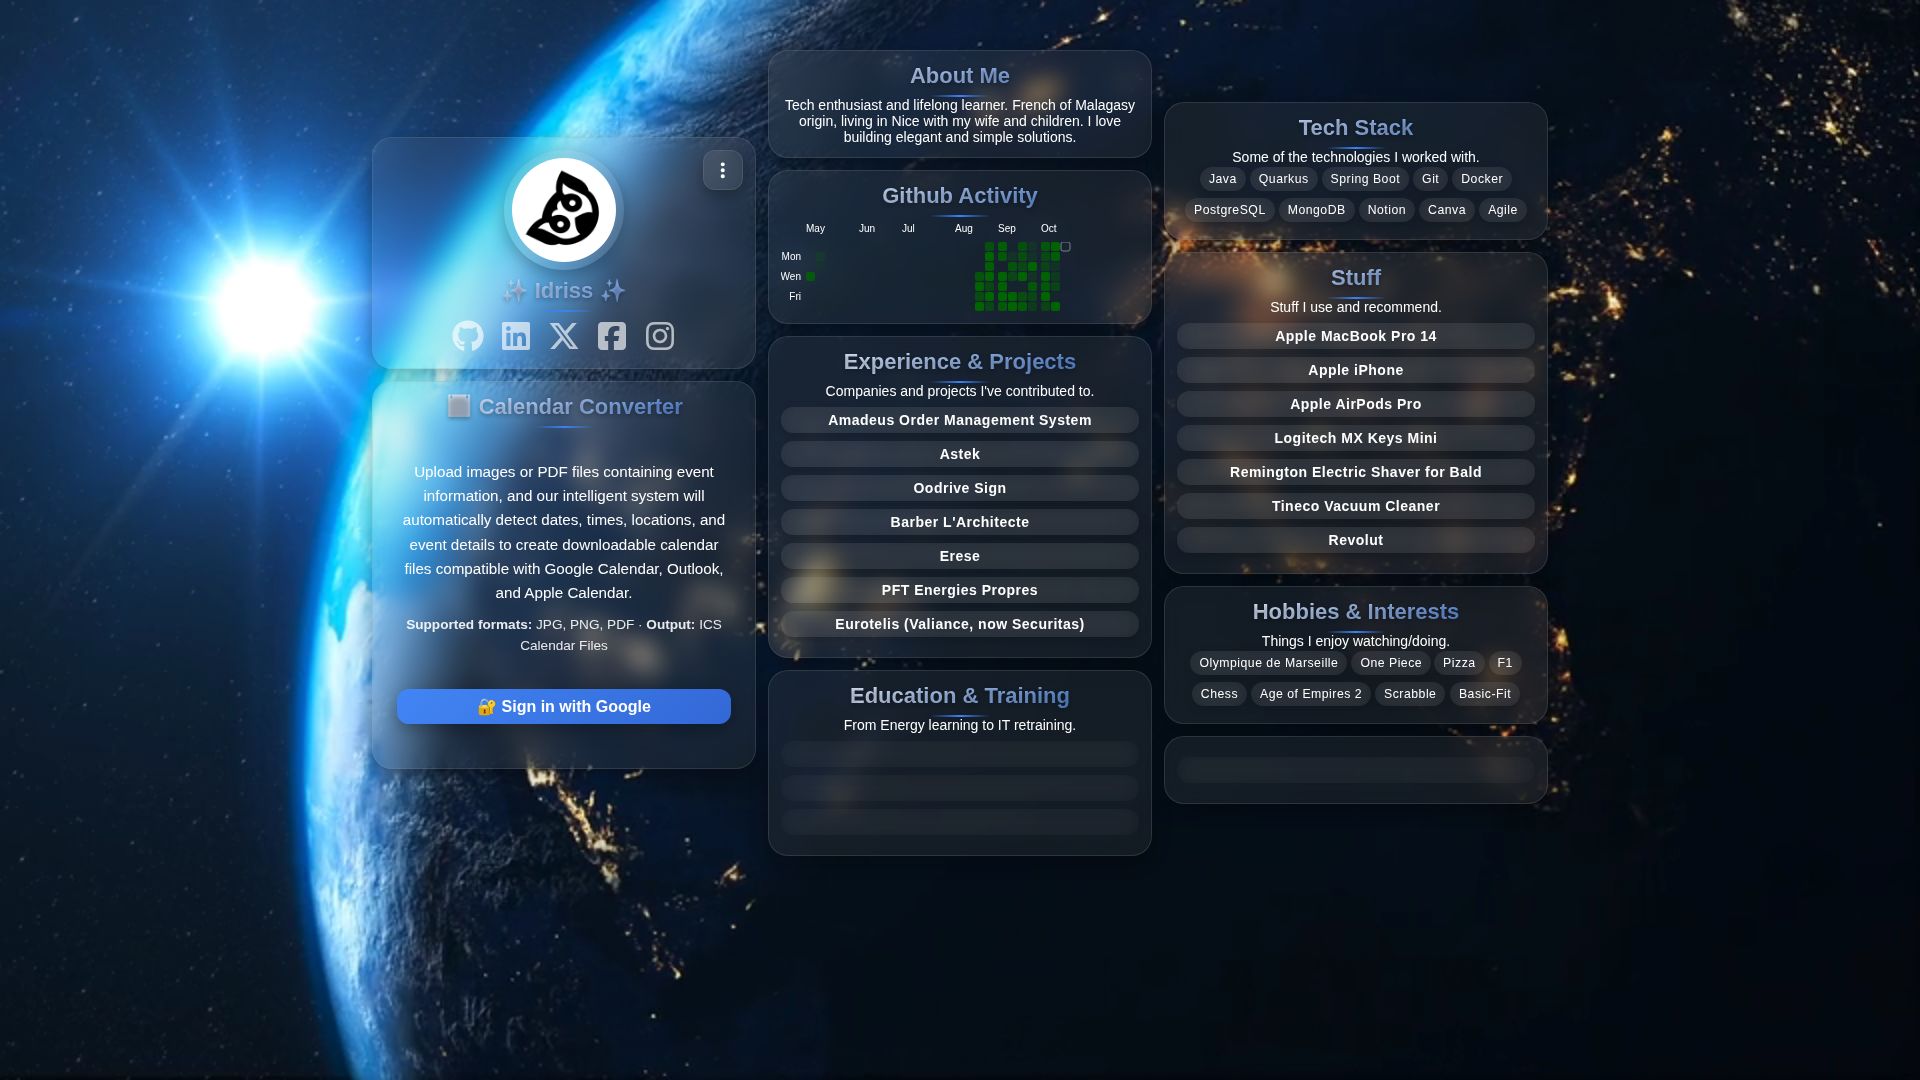 ✨ Idriss ✨
Calendar Converter
Upload images or PDF files containing event
information, and our intelligent system will
automatically detect dates, times, locations, and
event details to create downloadable calendar
files compatible with Google Calendar, Outlook,
and Apple Calendar.
Supported formats: JPG, PNG, PDF · Output: ICS
Calendar Files
🔐 Sign in with Google
About Me
Tech enthusiast and lifelong learner. French of Malagasy
origin, living in Nice with my wife and children. I love
building elegant and simple solutions.
Github Activity
May Jun Jul Aug Sep Oct
Mon
Wen
Fri
Experience & Projects
Companies and projects I've contributed to.
Amadeus Order Management System
Astek
Oodrive Sign
Barber L'Architecte
Erese
PFT Energies Propres
Eurotelis (Valiance, now Securitas)
Education & Training
From Energy learning to IT retraining.
Tech Stack
Some of the technologies I worked with.
Java Quarkus Spring Boot Git Docker
PostgreSQL MongoDB Notion Canva Agile
Stuff
Stuff I use and recommend.
Apple MacBook Pro 14
Apple iPhone
Apple AirPods Pro
Logitech MX Keys Mini
Remington Electric Shaver for Bald
Tineco Vacuum Cleaner
Revolut
Hobbies & Interests
Things I enjoy watching/doing.
Olympique de Marseille One Piece Pizza F1
Chess Age of Empires 2 Scrabble Basic-Fit